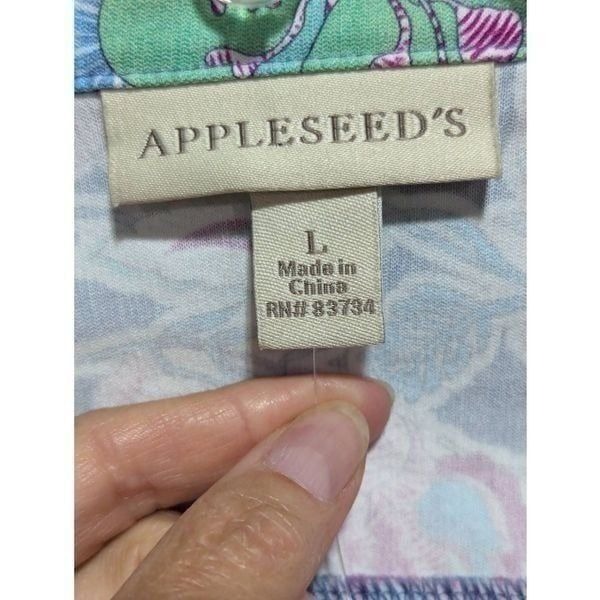 APPLESEED'S
L
Made in
China
RN# 83734